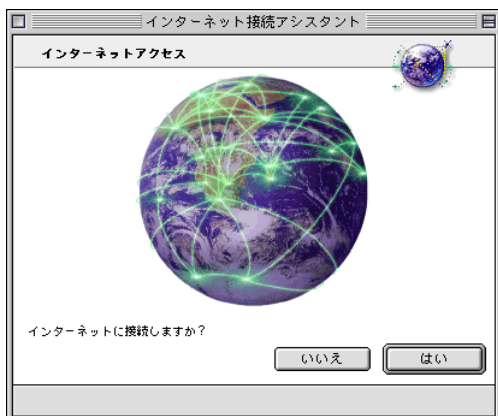 インターネット接続アシスタント
インターネットアクセス
インターネットに接続しますか?
いいえ
はい